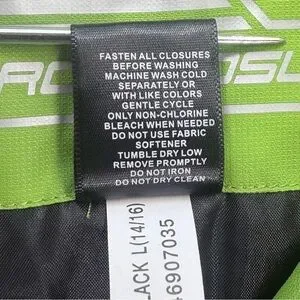 FASTEN ALL CLOSURES
BEFORE WASHING
MACHINE WASH COLD
SEPARATELY OR
WITH LIKE COLORS
GENTLE CYCLE
ONLY NON-CHLORINE
BLEACH WHEN NEEDED
DO NOT USE FABRIC
SOFTENER
TUMBLE DRY LOW
REMOVE PROMPTLY
DO NOT IRON
DO NOT DRY CLEAN
LACK L(14/16)
6907035